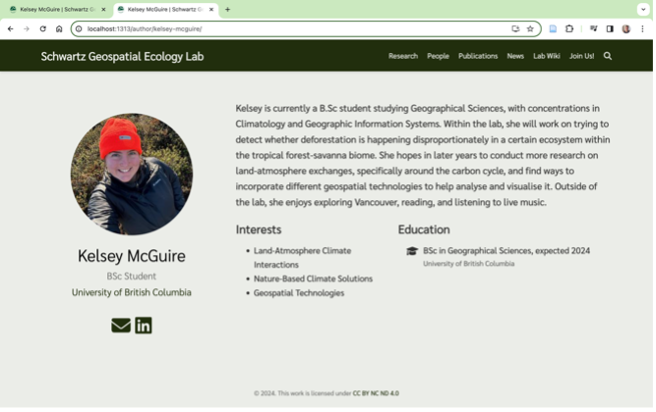 Kelsey McGuire | Schwartz G
Kelsey McGuire | Schwartz G
localhost:1313/author/kelsey-mcguire/
Schwartz Geospatial Ecology Lab
Research People Publications News Lab Wiki Join Us!
Kelsey is currently a B.Sc student studying Geographical Sciences, with concentrations in
Climatology and Geographic Information Systems. Within the lab, she will work on trying to
detect whether deforestation is happening disproportionately in a certain ecosystem within
the tropical forest-savanna biome. She hopes in later years to conduct more research on
land-atmosphere exchanges, specifically around the carbon cycle, and find ways to
incorporate different geospatial technologies to help analyse and visualise it. Outside of
the lab, she enjoys exploring Vancouver, reading, and listening to live music.
Kelsey McGuire
BSc Student
University of British Columbia
Interests
• Land-Atmosphere Climate
Interactions
• Nature-Based Climate Solutions
• Geospatial Technologies
Education
BSc in Geographical Sciences, expected 2024
University of British Columbia
© 2024. This work is licensed under CC BY NC ND 4.0